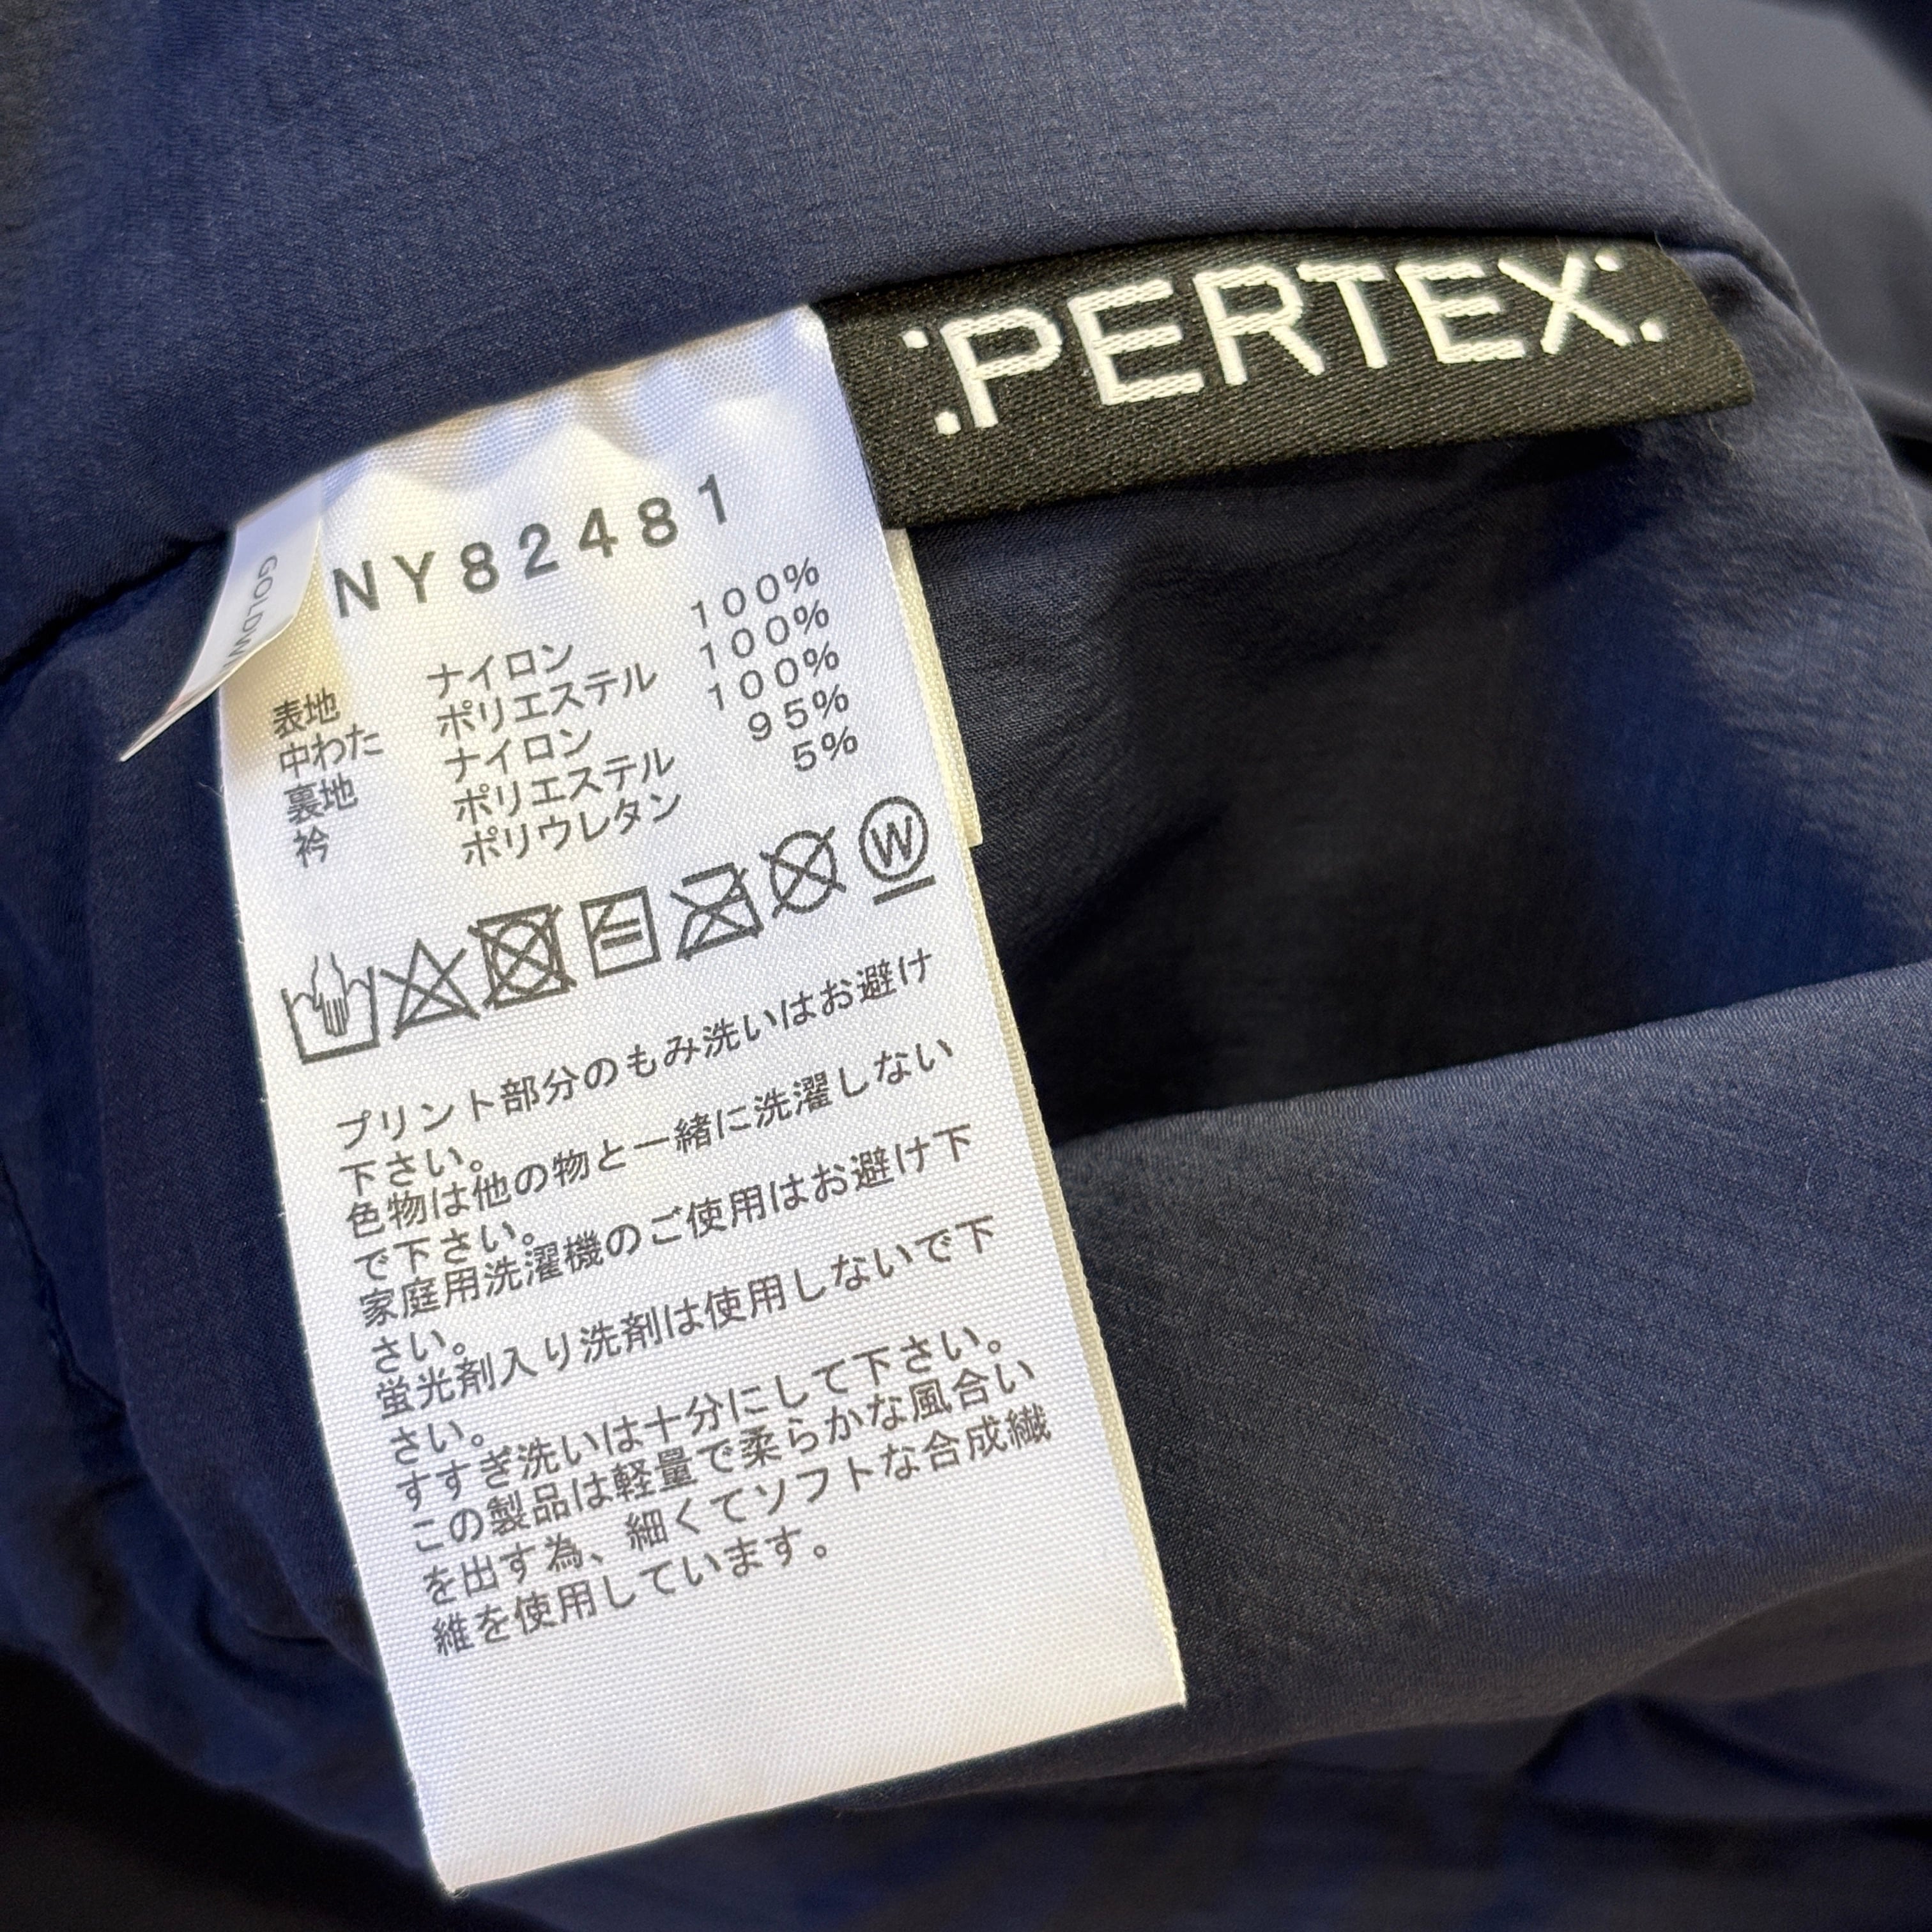 PERTEX
GOLDW
NY82481
表地 ナイロン 100%
中わた ポリエステル 100%
裏地 ナイロン 100%
衿 ポリエステル 95%
ポリウレタン 5%
W
プリント部分のもみ洗いはお避け
下さい。
色物は他の物と一緒に洗濯しない
で下さい。
家庭用洗濯機のご使用はお避け下
さい。
蛍光剤入り洗剤は使用しないで下
さい。
すすぎ洗いは十分にして下さい。
この製品は軽量で柔らかな風合い
を出す為、細くてソフトな合成繊
維を使用しています。